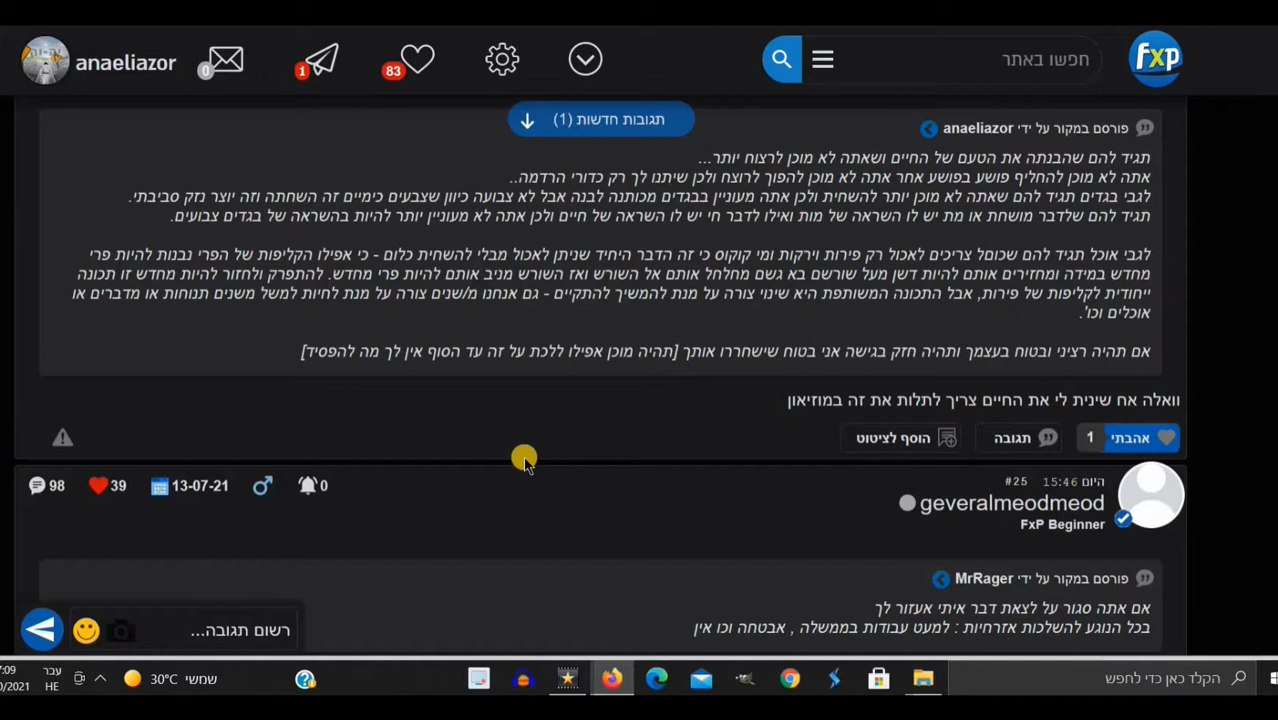 anaeliazor
0
1
83
חפשו באתר
fxp
תגובות חדשות (1)
פורסם במקור על ידי anaeliazor
תגיד להם שהבנתה את הטעם של החיים ושאתה לא מוכן לרצוח יותר...
אתה לא מוכן להחליף פושע בפושע אחר אתה לא מוכן להפוך לרוצח ולכן שיתנו לך רק כדורי הרדמה..
לגבי בגדים תגיד להם שאתה לא מוכן יותר להשחית ולכן אתה מעוניין בבגדים מכותנה לבנה אבל לא צבועה כיוון שצבעים כימיים זה השחתה וזה יוצר נזק סביבתי.
תגיד להם שלדבר מושחת או מת יש לו השראה של מות ואילו לדבר חי יש לו השראה של חיים ולכן אתה לא מעוניין יותר להיות בהשראה של בגדים צבועים.
לגבי אוכל תגיד להם שכוםל צריכים לאכול רק פירות וירקות ומי קוקוס כי זה הדבר היחיד שניתן לאכול מבלי להשחית כלום - כי אפילו הקליפות של הפרי נבנות להיות פרי
מחדש במידה ומחזירים אותם להיות דשן מעל שורשם בא גשם מחלחל אותם אל השורש ואז השורש מניב אותם להיות פרי מחדש. להתפרק ולחזור להיות מחדש זו תכונה
ייחודית לקליפות של פירות, אבל התכונה המשותפת היא שינוי צורה על מנת להמשיך להתקיים - גם אנחנו מ/שנים צורה על מנת לחיות למשל משנים תנוחות או מדברים או
אוכלים וכו'.
אם תהיה רציני ובטוח בעצמך ותהיה חזק בגישה אני בטוח שישחררו אותך [תהיה מוכן אפילו ללכת על זה עד הסוף אין לך מה להפסיד]
וואלה אח שינית לי את החיים צריך לתלות את זה במוזיאון
אהבתי 1 תגובה הוסף לציטוט
היום 15:46 #25
geveralmeodmeod
FxP Beginner
98 39 13-07-21 0
פורסם במקור על ידי MrRager
אם אתה סגור על לצאת דבר איתי אעזור לך
בכל הנוגע להשלכות אזרחיות : למעט עבודות בממשלה , אבטחה וכו אין
רשום תגובה...
הקלד כאן כדי לחפש
30°C שמשי
עבר
HE